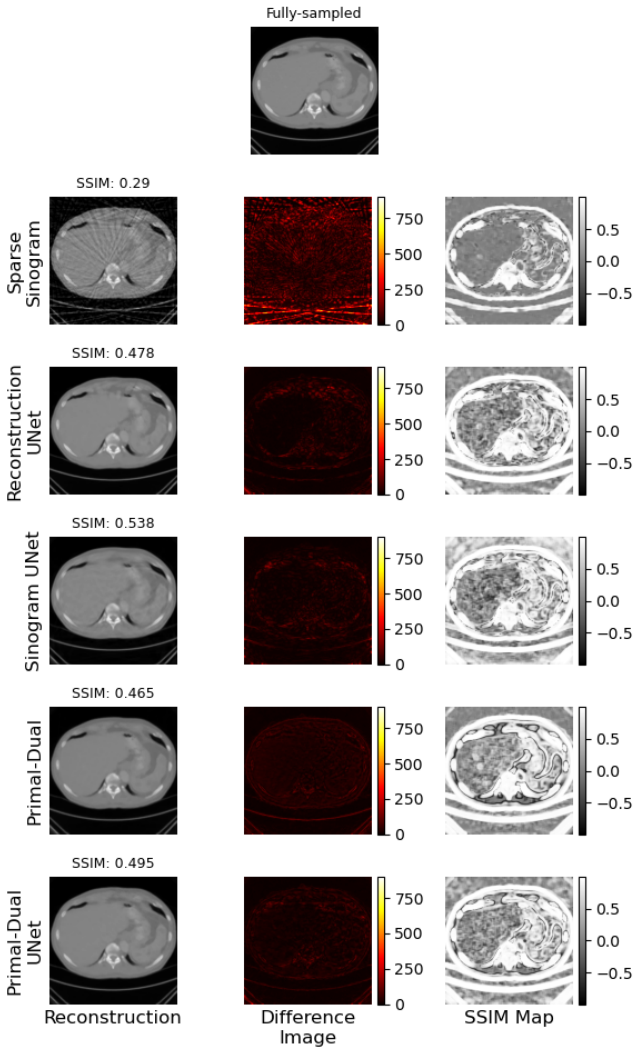 Fully-sampled
SSIM: 0.29
Sparse
Sinogram
750
500
250
0
0.5
0.0
−0.5
SSIM: 0.478
Reconstruction
UNet
750
500
250
0
0.5
0.0
−0.5
SSIM: 0.538
Sinogram UNet
750
500
250
0
0.5
0.0
−0.5
SSIM: 0.465
Primal-Dual
750
500
250
0
0.5
0.0
−0.5
SSIM: 0.495
Primal-Dual
UNet
750
500
250
0
0.5
0.0
−0.5
Reconstruction
Difference
Image
SSIM Map